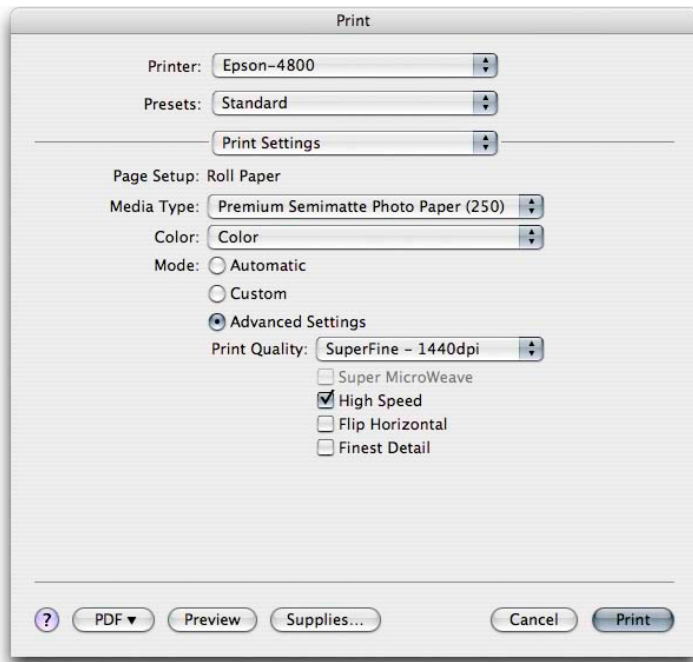 Print
Printer: Epson-4800
Presets: Standard
Print Settings
Page Setup: Roll Paper
Media Type: Premium Semimatte Photo Paper (250)
Color: Color
Mode: Automatic
Custom
Advanced Settings
Print Quality: SuperFine - 1440dpi
Super MicroWeave
High Speed
Flip Horizontal
Finest Detail
? PDF ▼ Preview Supplies... Cancel Print